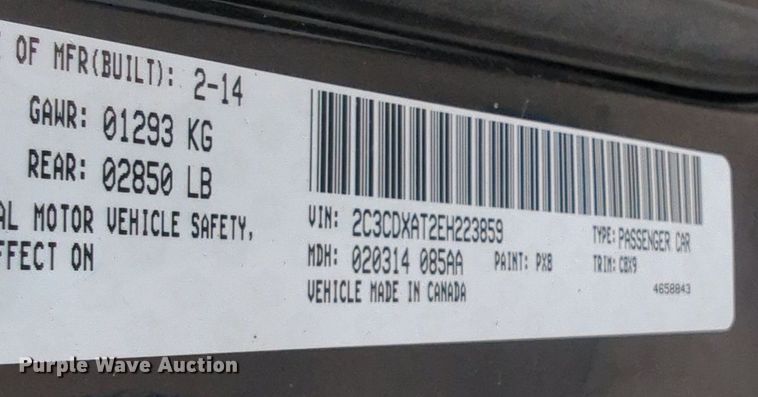 E OF MFR(BUILT): 2-14
GAWR: 01293 KG
REAR: 02850 LB
AL MOTOR VEHICLE SAFETY,
FFECT ON
VIN: 2C3CDXAT2EH223859
TYPE: PASSENGER CAR
MDH: 020314 085AA PAINT: PX8 TRIM: CBX9
VEHICLE MADE IN CANADA
4658843
Purple Wave Auction